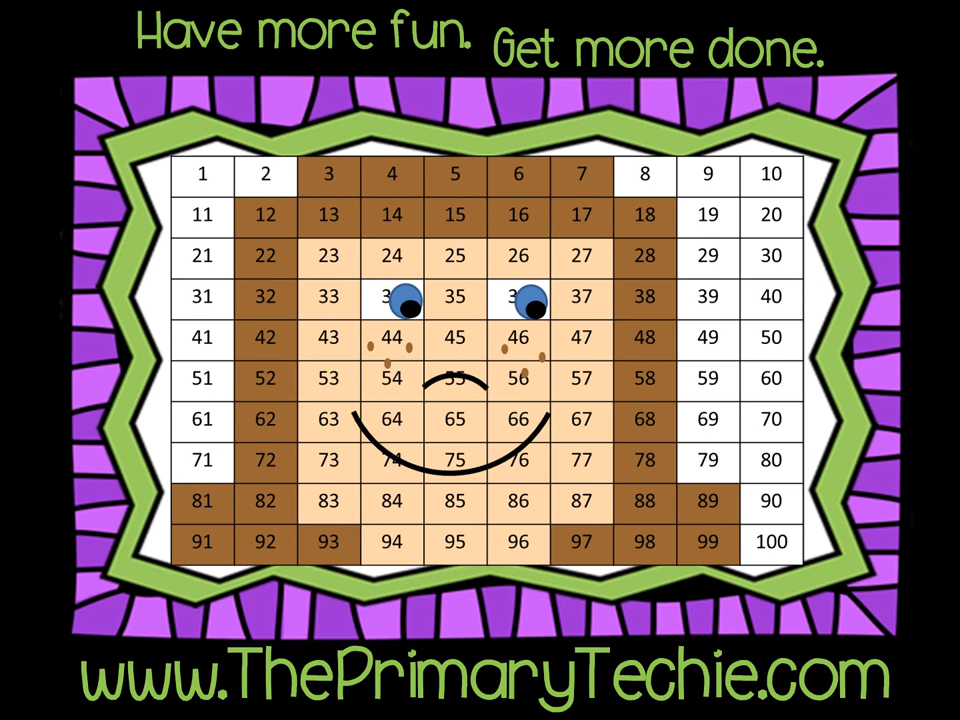 Have more fun. Get more done.
1 2 3 4 5 6 7 8 9 10
11 12 13 14 15 16 17 18 19 20
21 22 23 24 25 26 27 28 29 30
31 32 33 35 37 38 39 40
41 42 43 44 45 46 47 48 49 50
51 52 53 54 55 56 57 58 59 60
61 62 63 64 65 66 67 68 69 70
71 72 73 74 75 76 77 78 79 80
81 82 83 84 85 86 87 88 89 90
91 92 93 94 95 96 97 98 99 100
www.ThePrimaryTechie.com